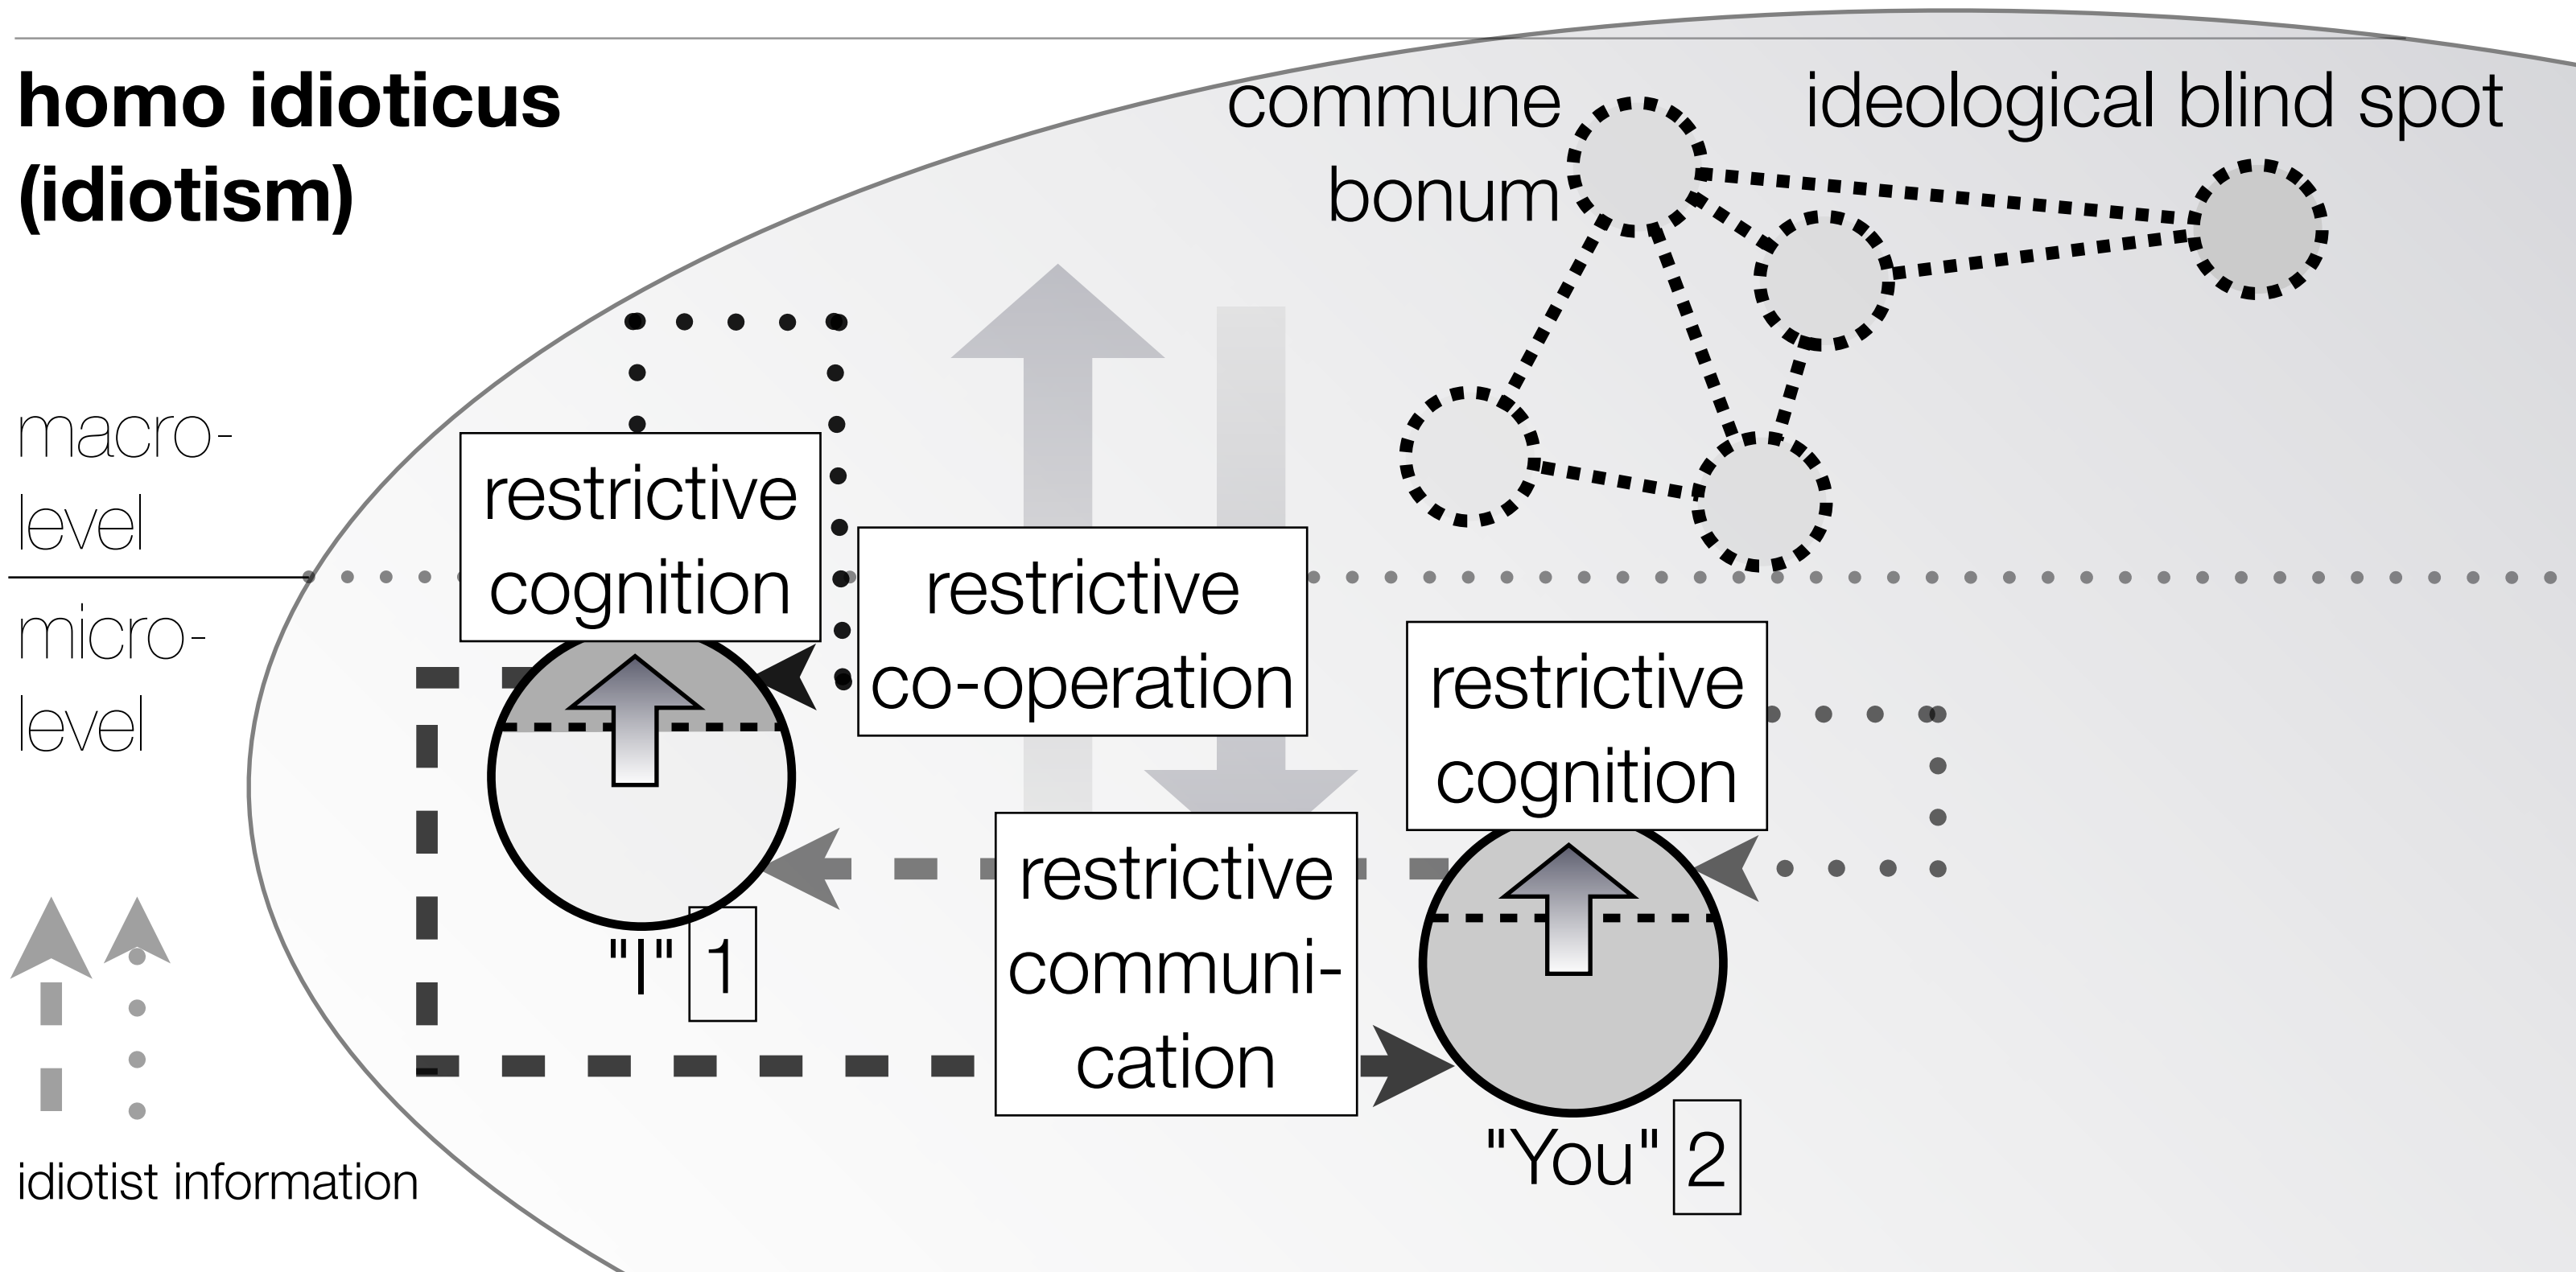 homo idioticus
(idiotism)
commune
bonum
ideological blind spot
macro-
level
micro-
level
restrictive
cognition
restrictive
co-operation
restrictive
cognition
restrictive
communi-
cation
"I" 1
"You" 2
idiotist information